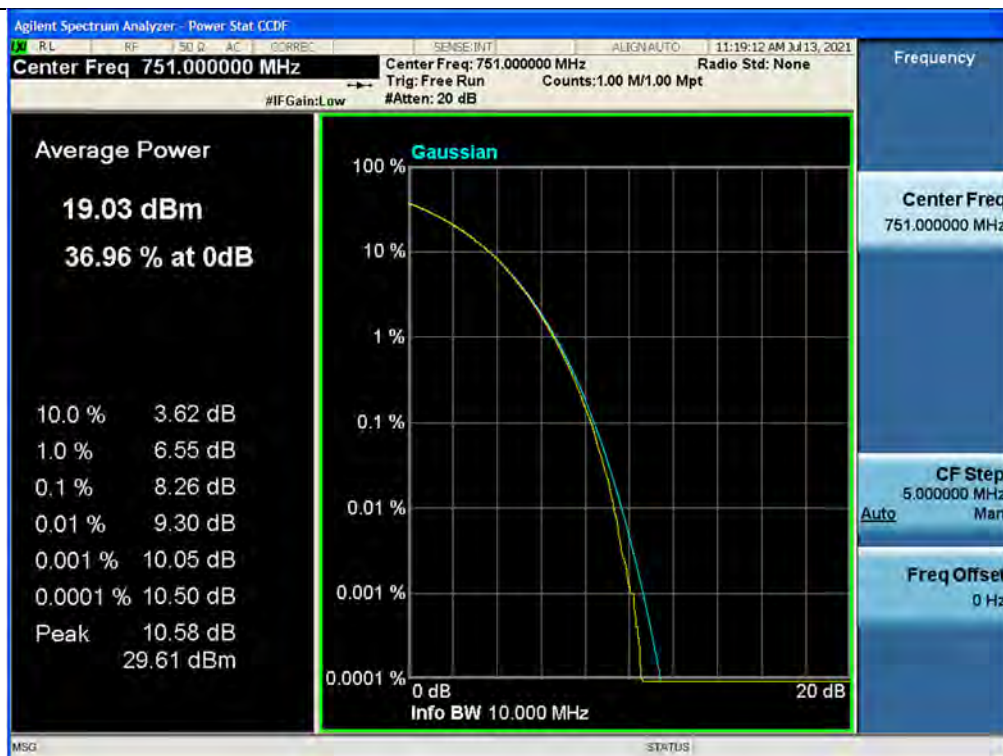 Agilent Spectrum Analyzer - Power Stat CCDF
LXI RL RF 50 Ω AC CORREC SENSE:INT ALIGN AUTO 11:19:12 AM Jul 13, 2021
Center Freq 751.000000 MHz
Center Freq: 751.000000 MHz Radio Std: None
Trig: Free Run Counts:1.00 M/1.00 Mpt
#IFGain:Low #Atten: 20 dB
Average Power
19.03 dBm
36.96 % at 0dB
10.0 % 3.62 dB
1.0 % 6.55 dB
0.1 % 8.26 dB
0.01 % 9.30 dB
0.001 % 10.05 dB
0.0001 % 10.50 dB
Peak 10.58 dB
29.61 dBm
Gaussian
100 %
10 %
1 %
0.1 %
0.01 %
0.001 %
0.0001 %
0 dB 20 dB
Info BW 10.000 MHz
Frequency
Center Freq
751.000000 MHz
CF Step
5.000000 MHz
Auto Man
Freq Offset
0 Hz
MSG STATUS